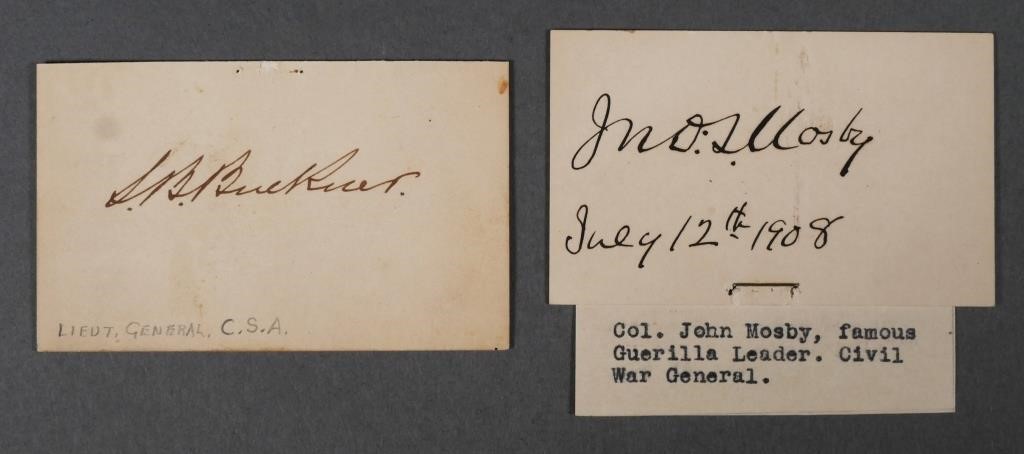 S. B. Buckner.
LIEUT, GENERAL, C.S.A.
Jno. S. Mosby
July 12th 1908
Col. John Mosby, famous
Guerilla Leader. Civil
War General.